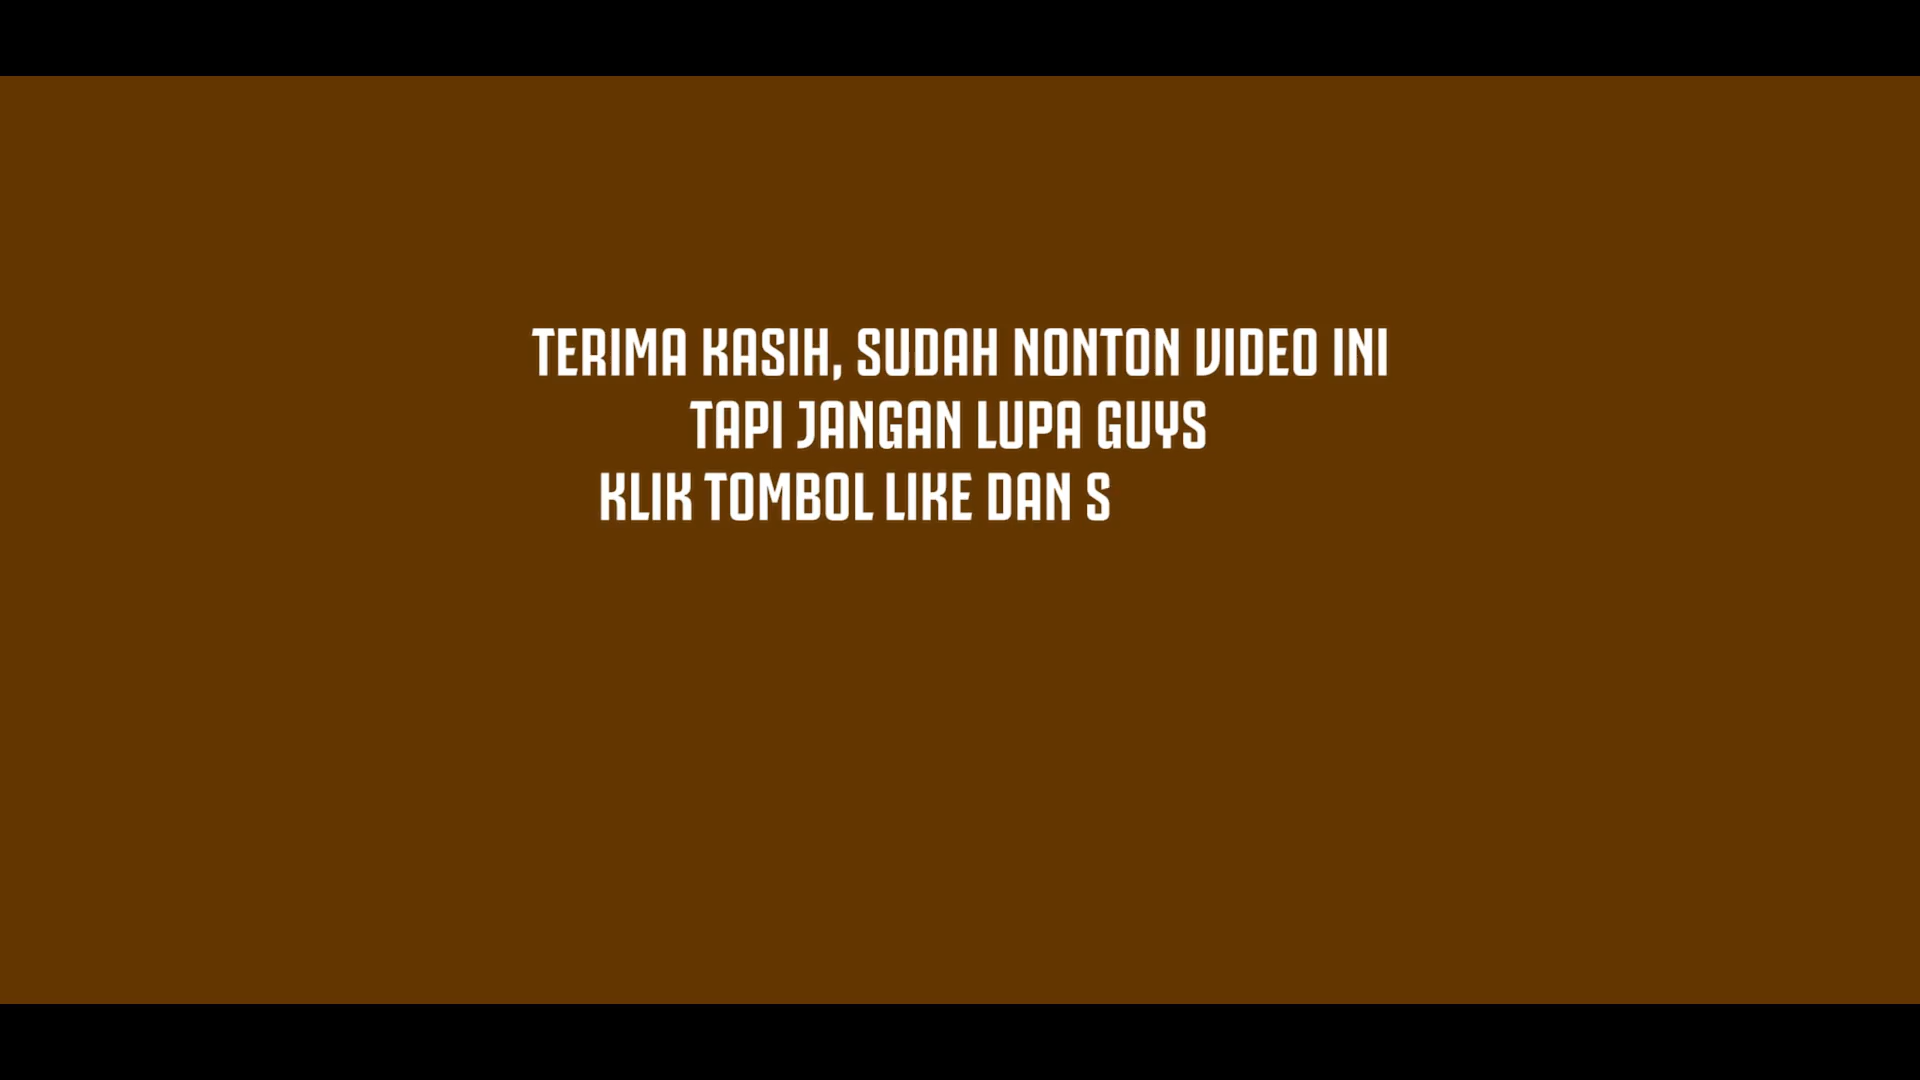 TERIMA KASIH, SUDAH NONTON VIDEO INI
TAPI JANGAN LUPA GUYS
KLIK TOMBOL LIKE DAN S